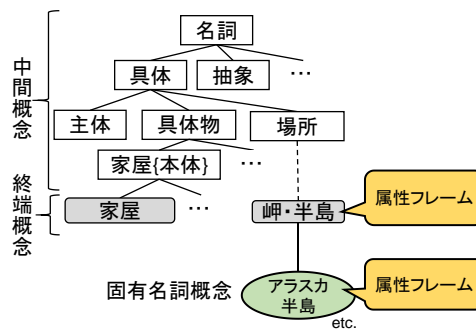 名詞
具体
抽象
…
中間概念
主体
具体物
場所
家屋{本体}
…
終端概念
家屋
…
岬・半島
属性フレーム
固有名詞概念
アラスカ
半島
属性フレーム
etc.